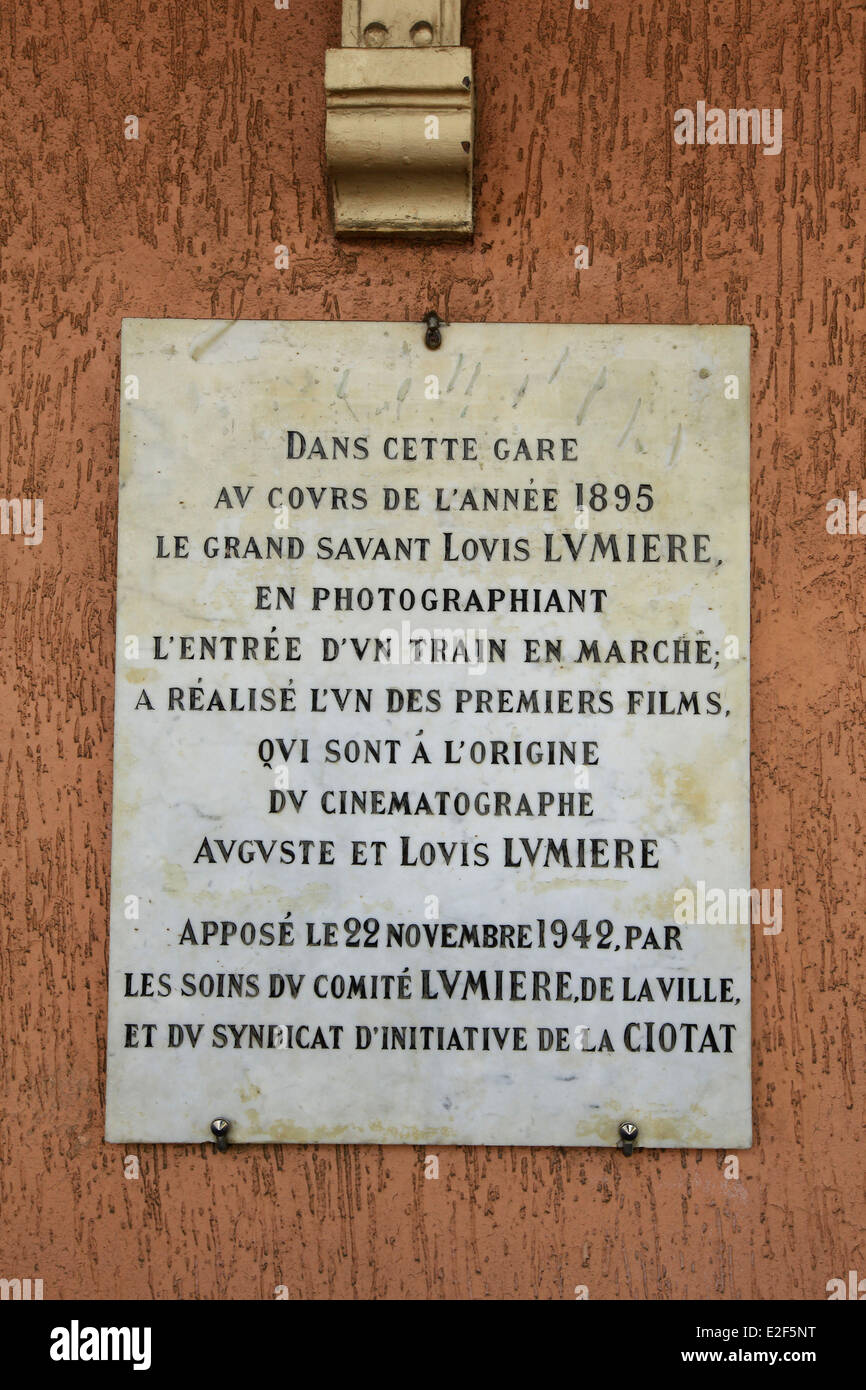 DANS CETTE GARE
AV COVRS DE L'ANNÉE 1895
LE GRAND SAVANT LOVIS LVMIERE,
EN PHOTOGRAPHIANT
L'ENTRÉE D'VN TRAIN EN MARCHE;
A RÉALISÉ L'VN DES PREMIERS FILMS,
QVI SONT Á L'ORIGINE
DV CINEMATOGRAPHE
AVGVSTE ET LOVIS LVMIERE
APPOSÉ LE 22 NOVEMBRE 1942, PAR
LES SOINS DV COMITÉ LVMIERE, DE LA VILLE,
ET DV SYNDICAT D'INITIATIVE DE LA CIOTAT
alamy
a
alamy
alamy
a
alamy
Image ID: E2F5NT
www.alamy.com